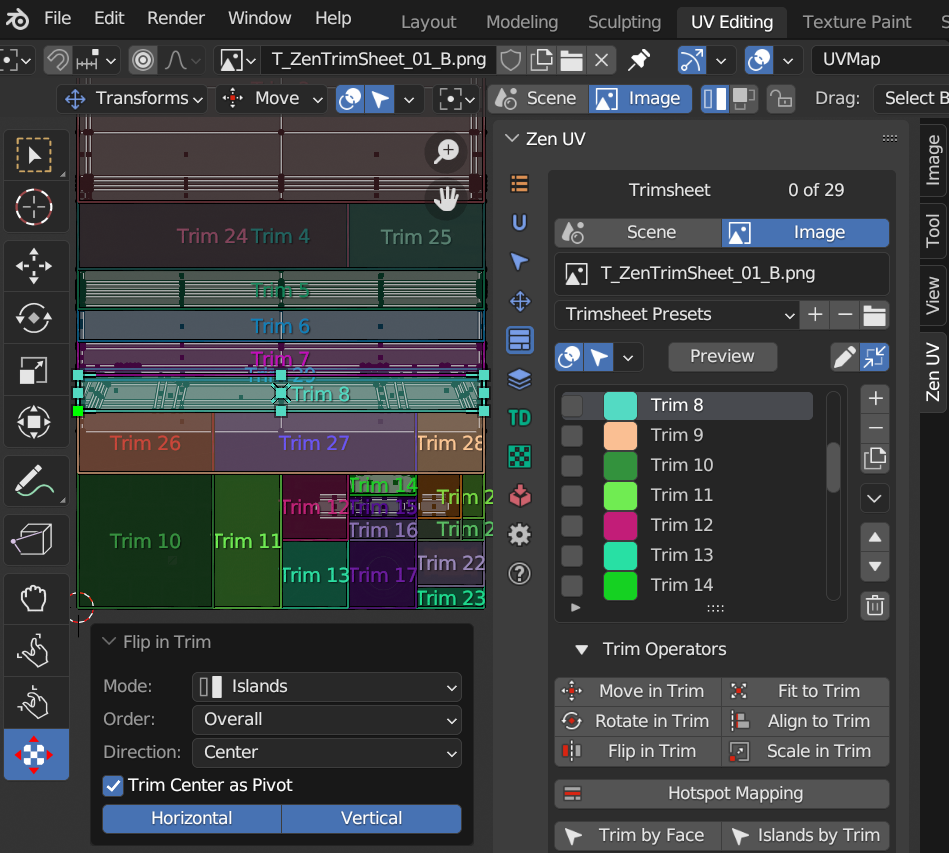 File Edit Render Window Help Layout Modeling Sculpting UV Editing Texture Paint
T_ZenTrimSheet_01_B.png UVMap
Transforms Move Scene Image Drag: Select B
Zen UV
Trimsheet 0 of 29
Scene Image
T_ZenTrimSheet_01_B.png
Trimsheet Presets
Preview
Trim 8
Trim 9
Trim 10
Trim 11
Trim 12
Trim 13
Trim 14
Trim Operators
Move in Trim Fit to Trim
Rotate in Trim Align to Trim
Flip in Trim Scale in Trim
Hotspot Mapping
Trim by Face Islands by Trim
Image
Tool
View
Zen UV
TD
Trim 24 Trim 4 Trim 25
Trim 5
Trim 6
Trim 7
Trim 8
Trim 26 Trim 27 Trim 28
Trim 14
Trim 12 Trim 2
Trim 16 Trim 2
Trim 10 Trim 11
Trim 22
Trim 13 Trim 17
Trim 23
Flip in Trim
Mode: Islands
Order: Overall
Direction: Center
Trim Center as Pivot
Horizontal Vertical